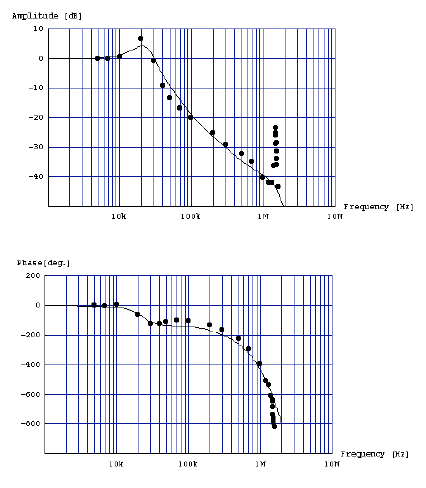 Amplitude [dB]
10
0
-10
-20
-30
-40
10k 100k 1M 10M
Frequency [Hz]
Phase[deg.]
200
0
-200
-400
-600
-800
10k 100k 1M 10M
Frequency [Hz]